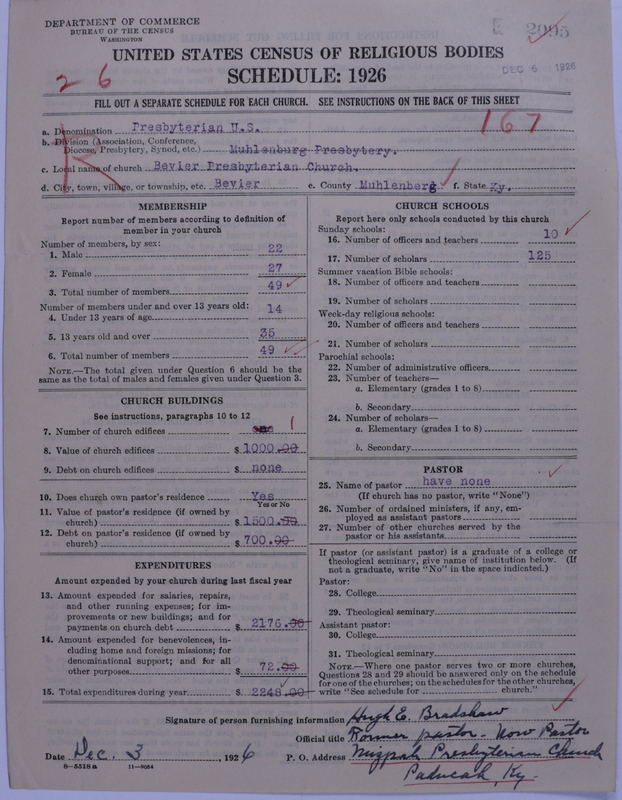 DEPARTMENT OF COMMERCE
BUREAU OF THE CENSUS
WASHINGTON
2095
UNITED STATES CENSUS OF RELIGIOUS BODIES
SCHEDULE: 1926
DEC 6 1926
26
FILL OUT A SEPARATE SCHEDULE FOR EACH CHURCH. SEE INSTRUCTIONS ON THE BACK OF THIS SHEET
a. Denomination Presbyterian U.S.
167
b. Division (Association, Conference, Diocese, Presbytery, Synod, etc.) Muhlenburg Presbytery.
c. Local name of church Bevier Presbyterian Church.
d. City, town, village, or township, etc. Bevier e. County Muhlenberg f. State Ky.
MEMBERSHIP
Report number of members according to definition of
member in your church
Number of members, by sex:
1. Male 22
2. Female 27
3. Total number of members 49
Number of members under and over 13 years old:
4. Under 13 years of age 14
5. 13 years old and over 35
6. Total number of members 49
NOTE.—The total given under Question 6 should be the
same as the total of males and females given under Question 3.
CHURCH BUILDINGS
See instructions, paragraphs 10 to 12
7. Number of church edifices one 1
8. Value of church edifices $ 1000.00
9. Debt on church edifices $ none
10. Does church own pastor's residence Yes
Yes or No
11. Value of pastor's residence (if owned by
church) $ 1500.00
12. Debt on pastor's residence (if owned by
church) $ 700.00
EXPENDITURES
Amount expended by your church during last fiscal year
13. Amount expended for salaries, repairs,
and other running expenses; for im-
provements or new buildings; and for
payments on church debt $ 2176.00
14. Amount expended for benevolences, in-
cluding home and foreign missions; for
denominational support; and for all
other purposes $ 72.00
15. Total expenditures during year $ 2248.00
CHURCH SCHOOLS
Report here only schools conducted by this church
Sunday schools:
16. Number of officers and teachers 10
17. Number of scholars 125
Summer vacation Bible schools:
18. Number of officers and teachers
19. Number of scholars
Week-day religious schools:
20. Number of officers and teachers
21. Number of scholars
Parochial schools:
22. Number of administrative officers
23. Number of teachers—
a. Elementary (grades 1 to 8)
b. Secondary
24. Number of scholars—
a. Elementary (grades 1 to 8)
b. Secondary
PASTOR
25. Name of pastor have none
(If church has no pastor, write "None")
26. Number of ordained ministers, if any, em-
ployed as assistant pastors
27. Number of other churches served by the
pastor or his assistants
If pastor (or assistant pastor) is a graduate of a college or
theological seminary, give name of institution below. (If
not a graduate, write "No" in the space indicated.)
Pastor:
28. College
29. Theological seminary
Assistant pastor:
30. College
31. Theological seminary
NOTE.—Where one pastor serves two or more churches,
Questions 28 and 29 should be answered only on the schedule
for one of the churches; on the schedules for the other churches,
write "See schedule for church."
Signature of person furnishing information Hugh E. Bradshaw
Official title Former pastor - Now Pastor
Date Dec. 3, 1926 P. O. Address Mizpah Presbyterian Church
Paducah, Ky.
8-5318a 11-9054